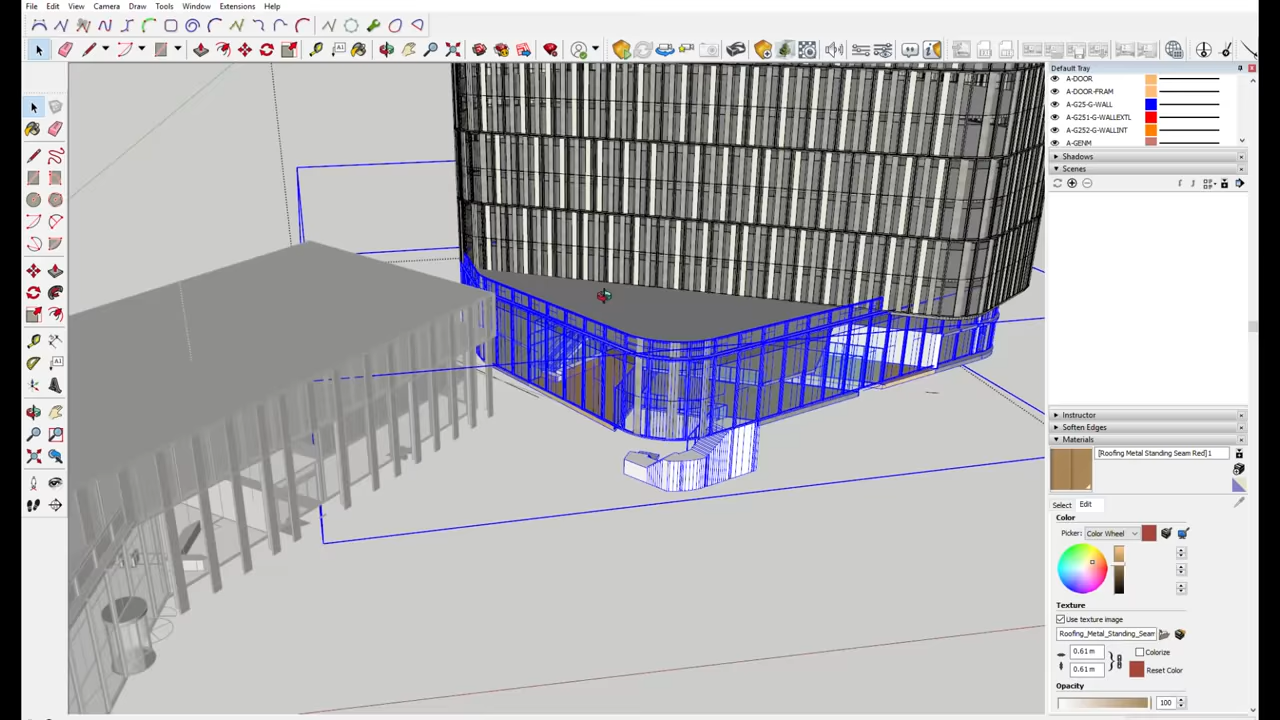 File Edit View Camera Draw Tools Window Extensions Help
Default Tray
A-DOOR
A-DOOR-FRAM
A-G25-G-WALL
A-G251-G-WALLEXTL
A-G252-G-WALLINT
A-GENM
Shadows
Scenes
Instructor
Soften Edges
Materials
[Roofing Metal Standing Seam Red]1
Select Edit
Color
Picker: Color Wheel
Texture
Use texture image
Roofing_Metal_Standing_Seam
0.61m Colorize
0.61m Reset Color
Opacity
100